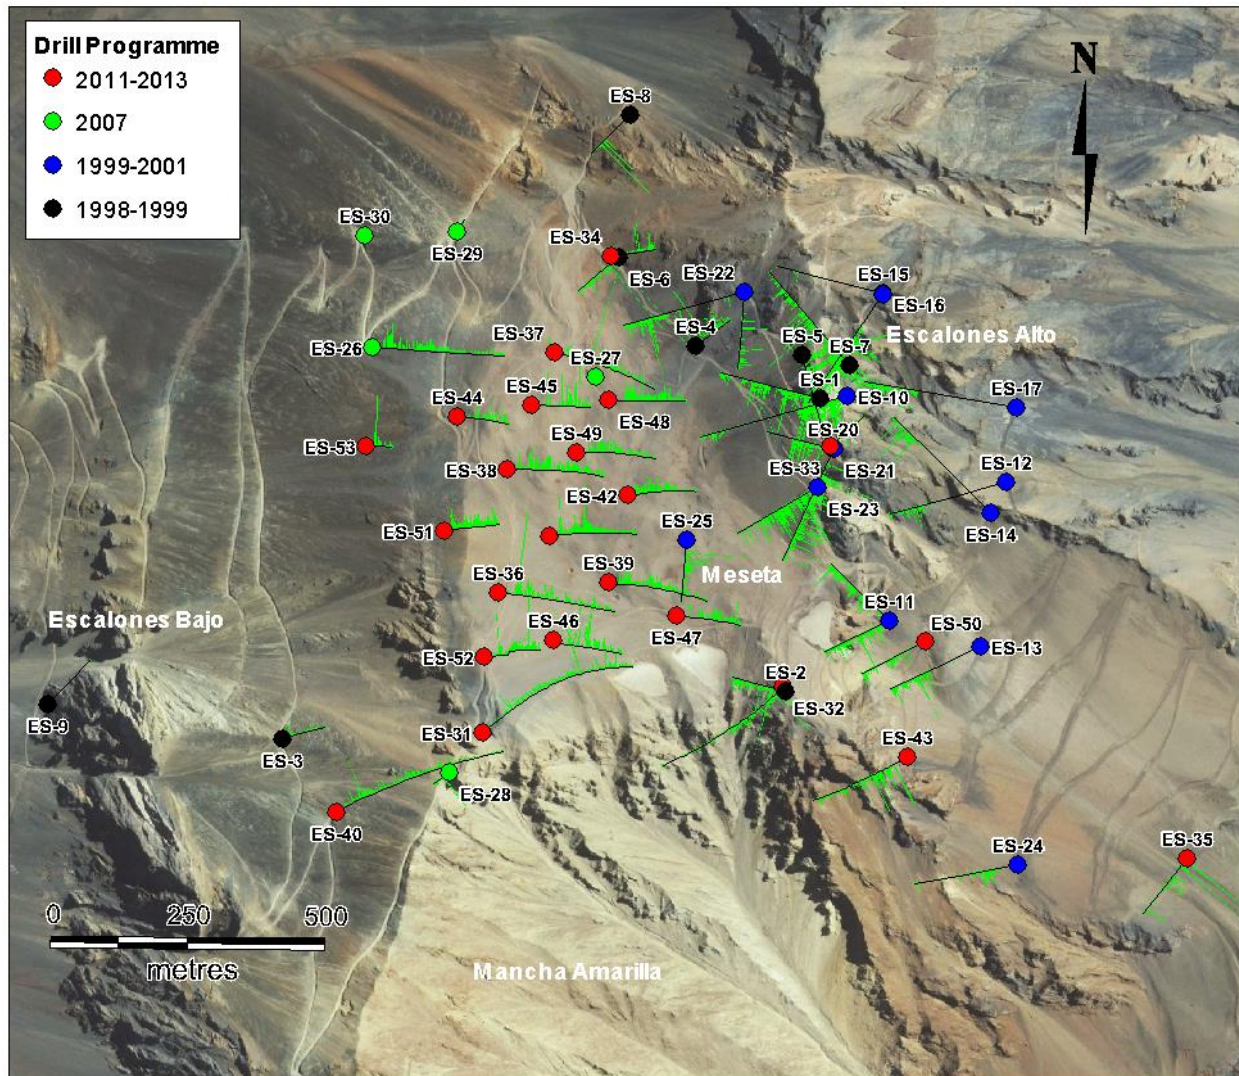 Drill Programme
2011-2013
2007
1999-2001
1998-1999
N
ES-8
ES-30
ES-29
ES-34
ES-6
ES-22
ES-15
ES-16
Escalones Alto
ES-37
ES-4
ES-5
ES-7
ES-26
ES-27
ES-1
ES-10
ES-17
ES-44
ES-45
ES-48
ES-53
ES-49
ES-20
ES-21
ES-38
ES-33
ES-12
ES-42
ES-23
ES-51
ES-25
ES-14
ES-36
ES-39
Meseta
Escalones Bajo
ES-46
ES-47
ES-11
ES-50
ES-13
ES-52
ES-2
ES-32
ES-9
ES-3
ES-31
ES-43
ES-28
ES-40
ES-24
ES-35
0 250 500
metres
Mancha Amarilla